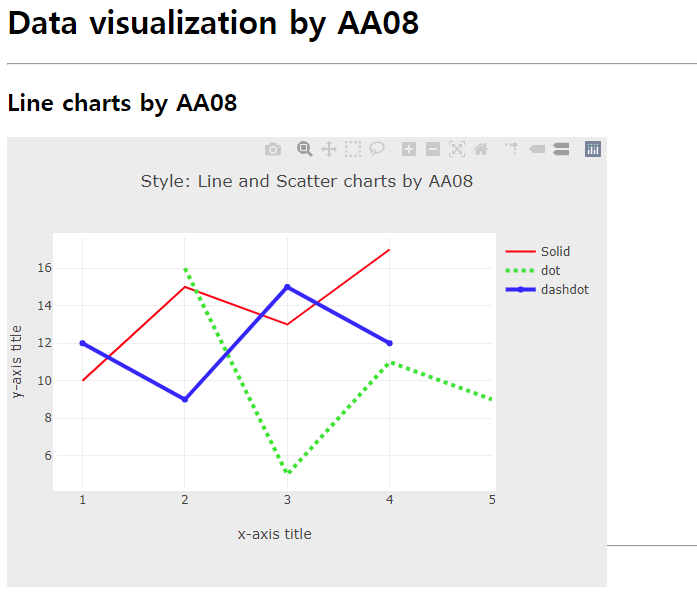 Data visualization by AA08
Line charts by AA08
Style: Line and Scatter charts by AA08
Solid
dot
dashdot
16
14
12
10
8
6
y-axis title
1 2 3 4 5
x-axis title